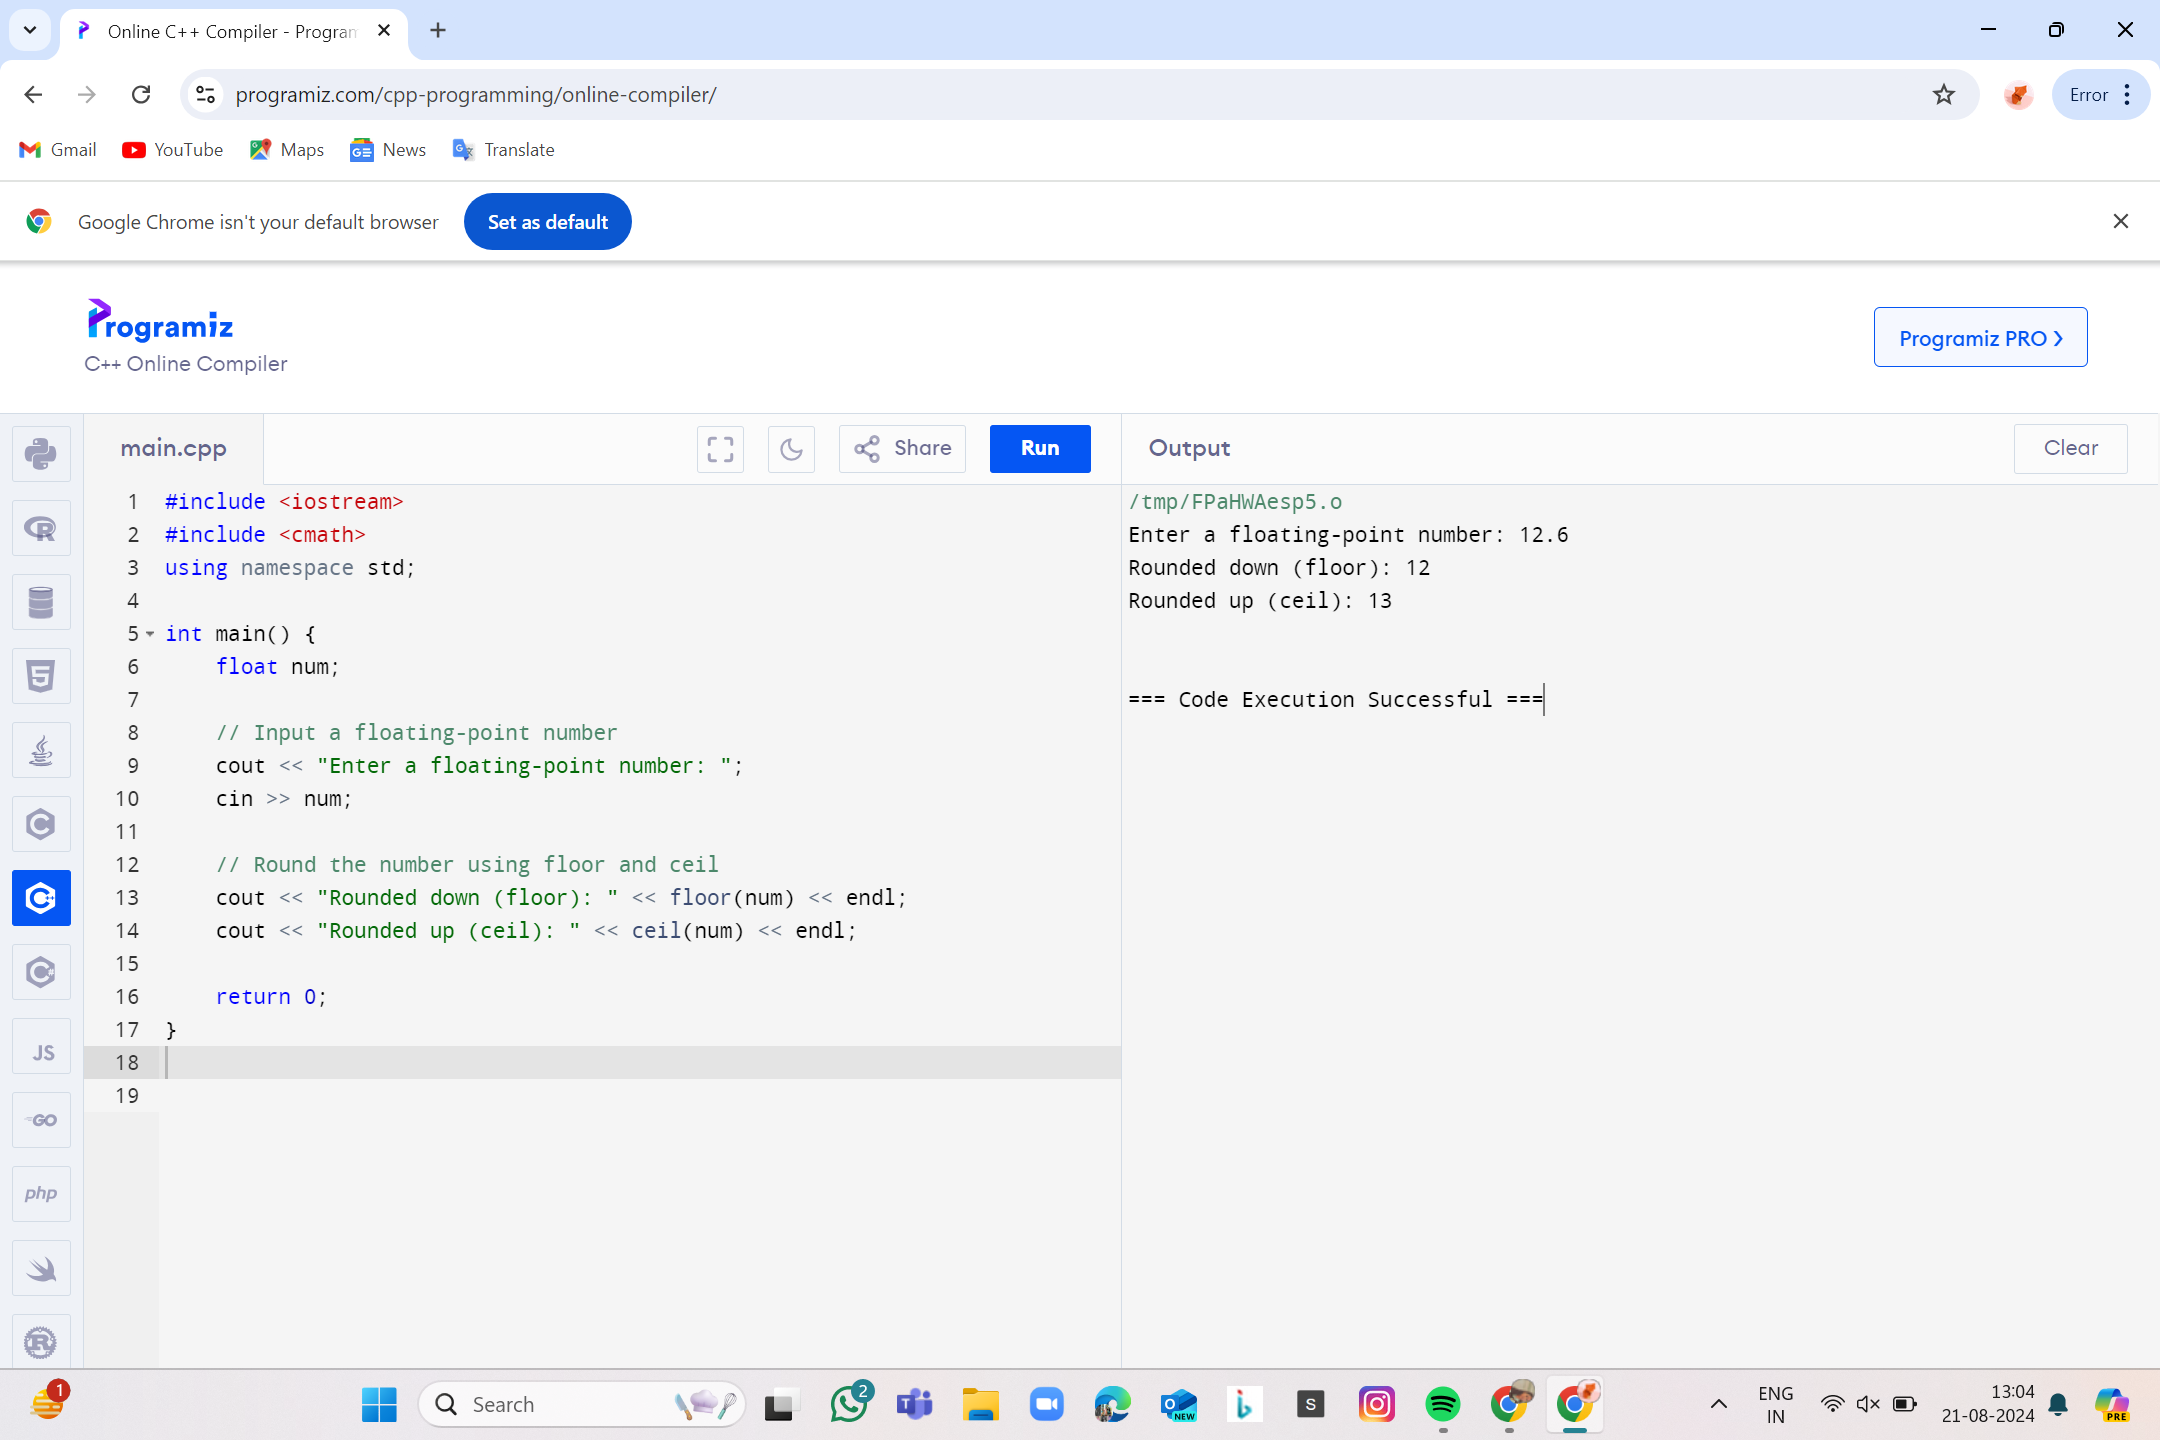 Online C++ Compiler - Program
programiz.com/cpp-programming/online-compiler/
Error
Gmail
YouTube
Maps
News
Translate
Google Chrome isn't your default browser
Set as default
Programiz
C++ Online Compiler
Programiz PRO
main.cpp
Share
Run
Output
Clear
1 #include <iostream>
2 #include <cmath>
3 using namespace std;
4
5 int main() {
6 float num;
7
8 // Input a floating-point number
9 cout << "Enter a floating-point number: ";
10 cin >> num;
11
12 // Round the number using floor and ceil
13 cout << "Rounded down (floor): " << floor(num) << endl;
14 cout << "Rounded up (ceil): " << ceil(num) << endl;
15
16 return 0;
17 }
18
19
/tmp/FPaHWAesp5.o
Enter a floating-point number: 12.6
Rounded down (floor): 12
Rounded up (ceil): 13
=== Code Execution Successful ===
JS
GO
php
1
Search
2
NEW
S
ENG
IN
13:04
21-08-2024
PRE